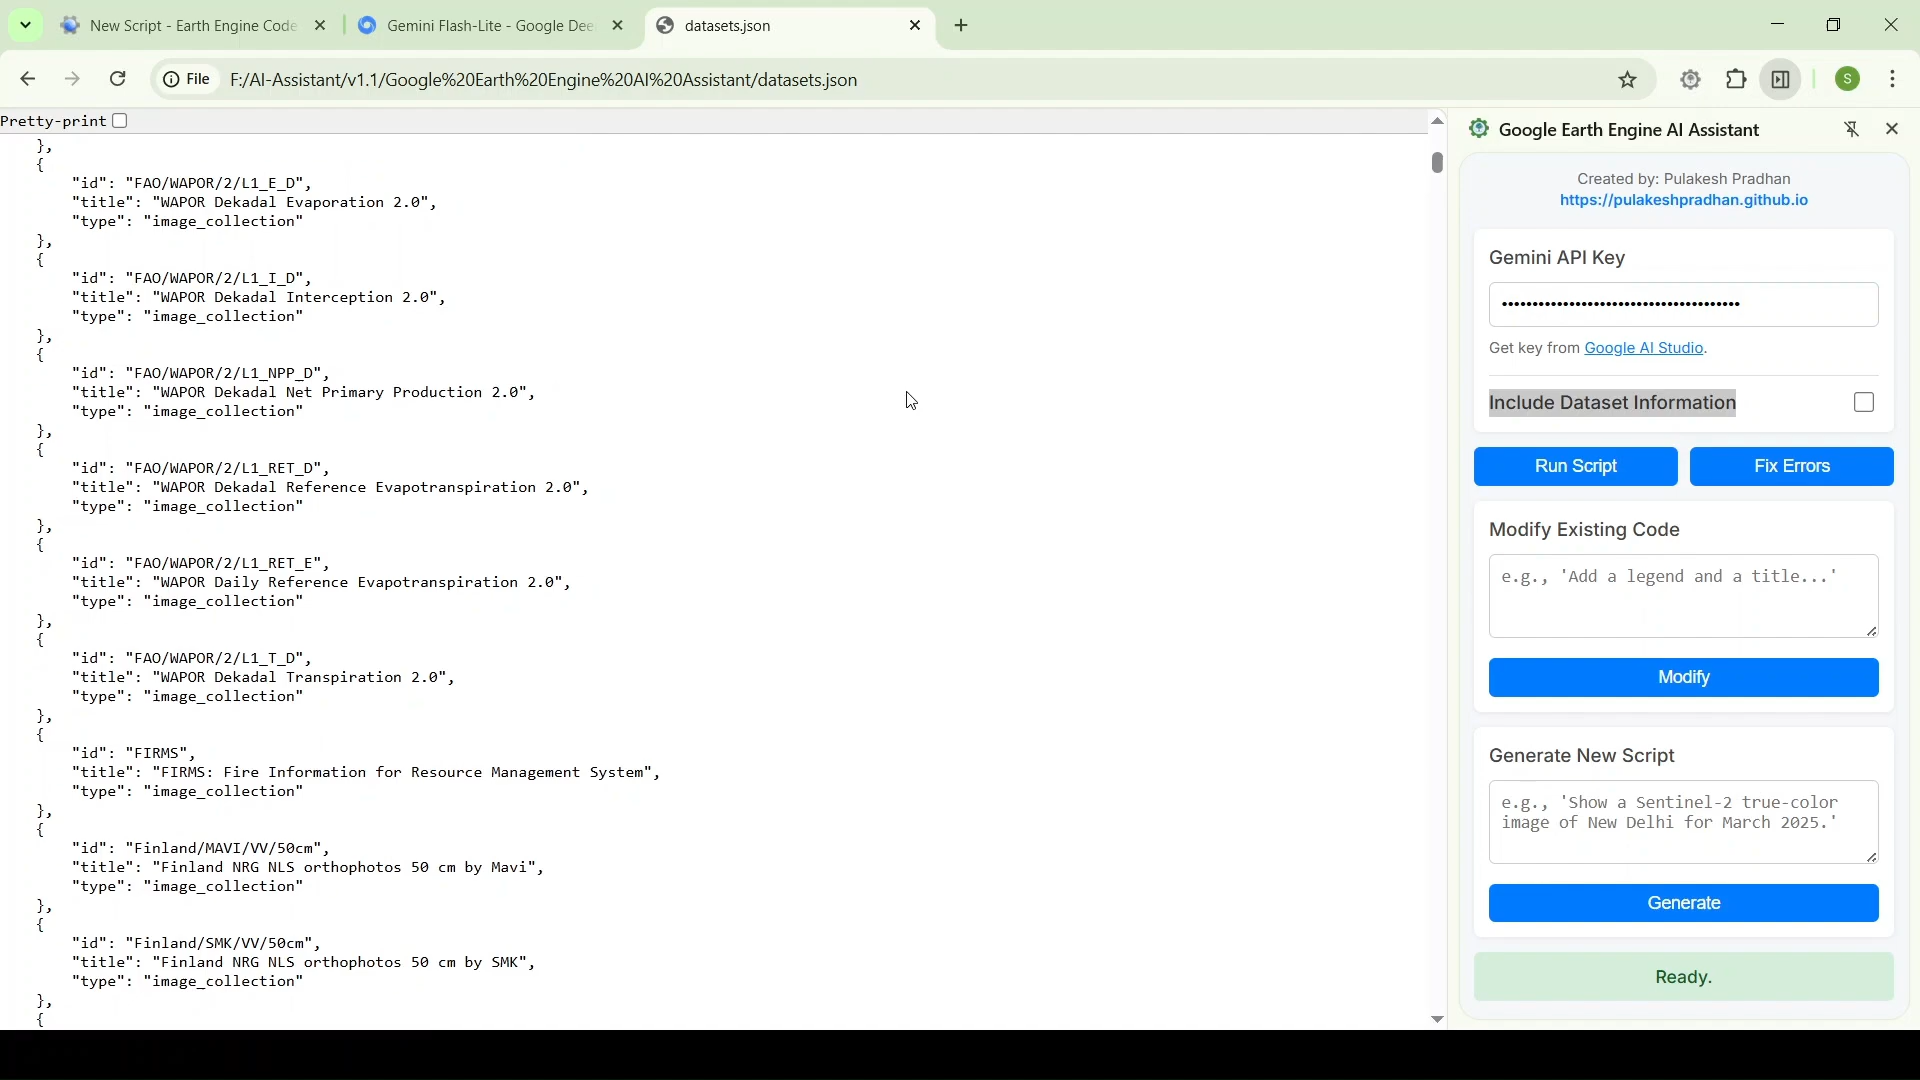 New Script - Earth Engine Code
Gemini Flash-Lite - Google Dee
datasets.json
File
F:/AI-Assistant/v1.1/Google%20Earth%20Engine%20AI%20Assistant/datasets.json
S
Pretty-print
},
{
"id": "FAO/WAPOR/2/L1_E_D",
"title": "WAPOR Dekadal Evaporation 2.0",
"type": "image_collection"
},
{
"id": "FAO/WAPOR/2/L1_I_D",
"title": "WAPOR Dekadal Interception 2.0",
"type": "image_collection"
},
{
"id": "FAO/WAPOR/2/L1_NPP_D",
"title": "WAPOR Dekadal Net Primary Production 2.0",
"type": "image_collection"
},
{
"id": "FAO/WAPOR/2/L1_RET_D",
"title": "WAPOR Dekadal Reference Evapotranspiration 2.0",
"type": "image_collection"
},
{
"id": "FAO/WAPOR/2/L1_RET_E",
"title": "WAPOR Daily Reference Evapotranspiration 2.0",
"type": "image_collection"
},
{
"id": "FAO/WAPOR/2/L1_T_D",
"title": "WAPOR Dekadal Transpiration 2.0",
"type": "image_collection"
},
{
"id": "FIRMS",
"title": "FIRMS: Fire Information for Resource Management System",
"type": "image_collection"
},
{
"id": "Finland/MAVI/VV/50cm",
"title": "Finland NRG NLS orthophotos 50 cm by Mavi",
"type": "image_collection"
},
{
"id": "Finland/SMK/VV/50cm",
"title": "Finland NRG NLS orthophotos 50 cm by SMK",
"type": "image_collection"
},
{
Google Earth Engine AI Assistant
Created by: Pulakesh Pradhan
https://pulakeshpradhan.github.io
Gemini API Key
Get key from Google AI Studio.
Include Dataset Information
Run Script
Fix Errors
Modify Existing Code
e.g., 'Add a legend and a title...'
Modify
Generate New Script
e.g., 'Show a Sentinel-2 true-color
image of New Delhi for March 2025.'
Generate
Ready.